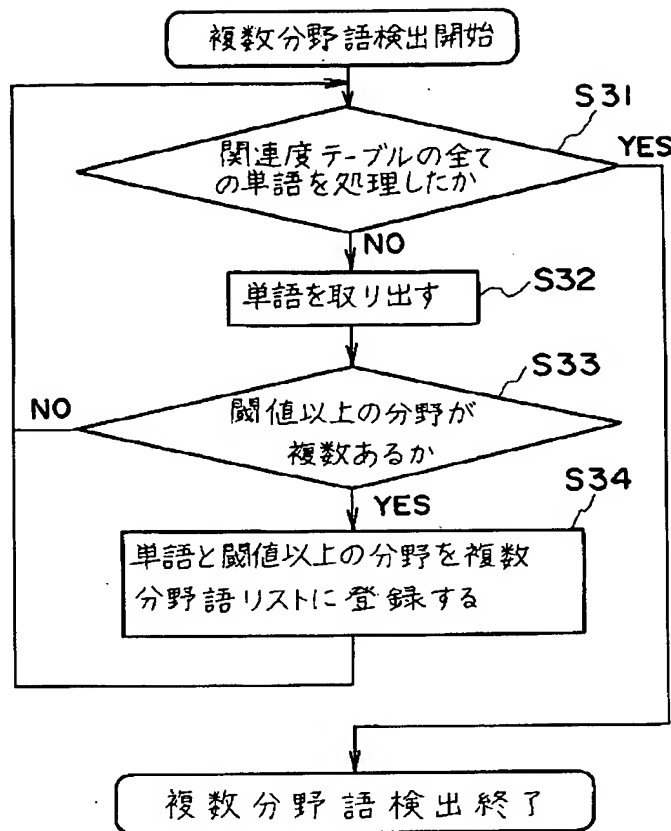 複数分野語検出開始
S31
関連度テーブルの全て
の単語を処理したか
YES
NO
単語を取り出す
S32
S33
閾値以上の分野が
複数あるか
NO
YES
S34
単語と閾値以上の分野を複数
分野語リストに登録する
複数分野語検出終了